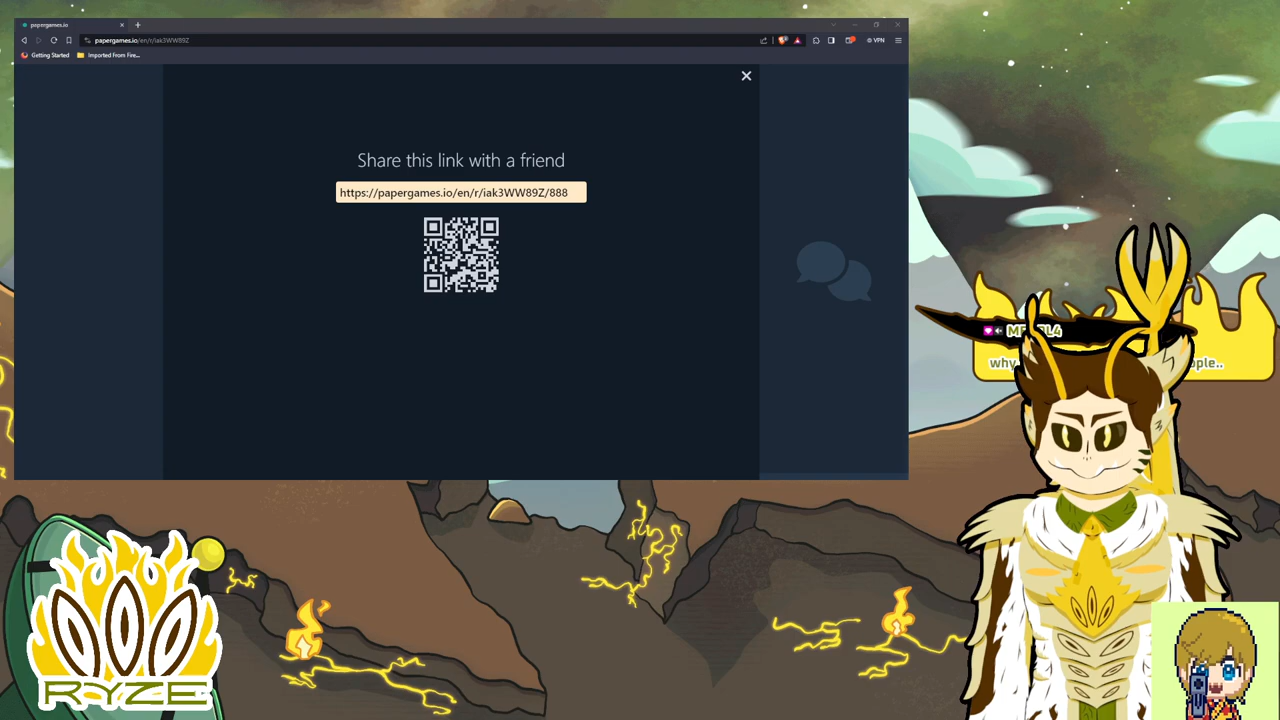 papergames.io
papergames.io/en/r/iak3WW89Z
VPN
Getting Started
Imported From Fire...
Share this link with a friend
https://papergames.io/en/r/iak3WW89Z/888
why
RYZE